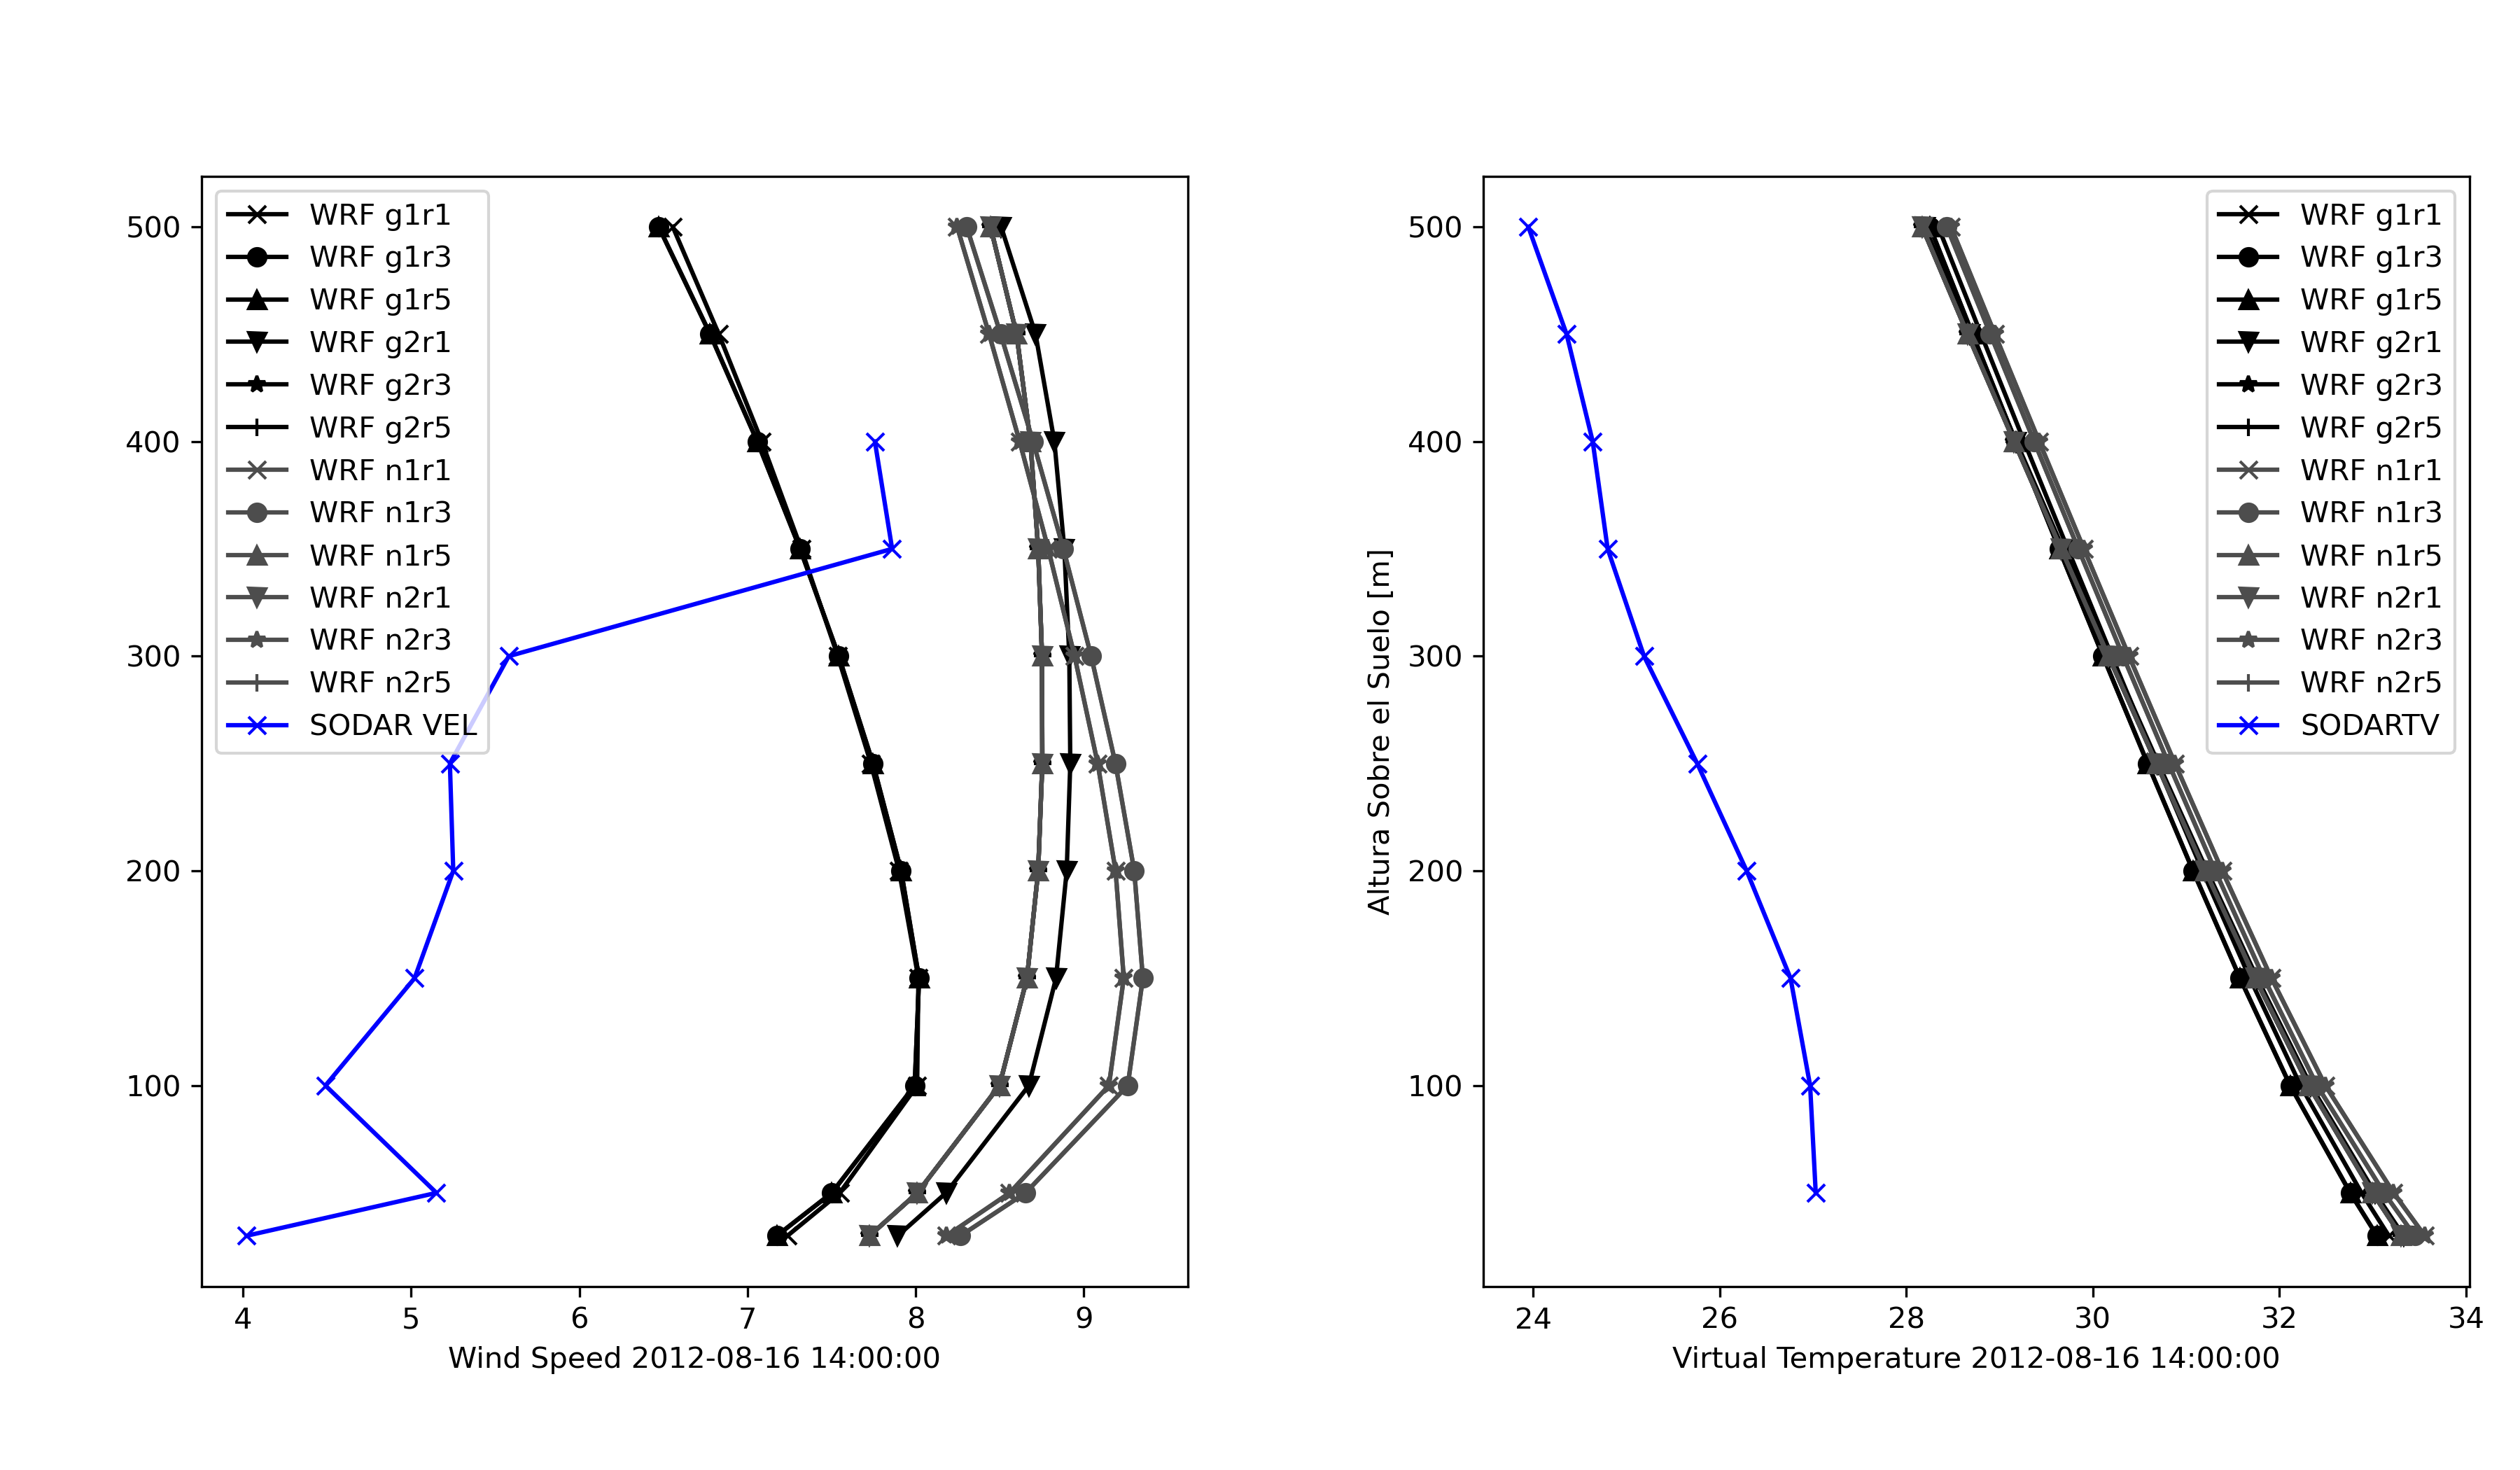 WRF g1r1
WRF g1r3
WRF g1r5
WRF g2r1
WRF g2r3
WRF g2r5
WRF n1r1
WRF n1r3
WRF n1r5
WRF n2r1
WRF n2r3
WRF n2r5
SODAR VEL
500
400
300
200
100
4 5 6 7 8 9
Wind Speed 2012-08-16 14:00:00
Altura Sobre el Suelo [m]
WRF g1r1
WRF g1r3
WRF g1r5
WRF g2r1
WRF g2r3
WRF g2r5
WRF n1r1
WRF n1r3
WRF n1r5
WRF n2r1
WRF n2r3
WRF n2r5
SODARTV
500
400
300
200
100
24 26 28 30 32 34
Virtual Temperature 2012-08-16 14:00:00